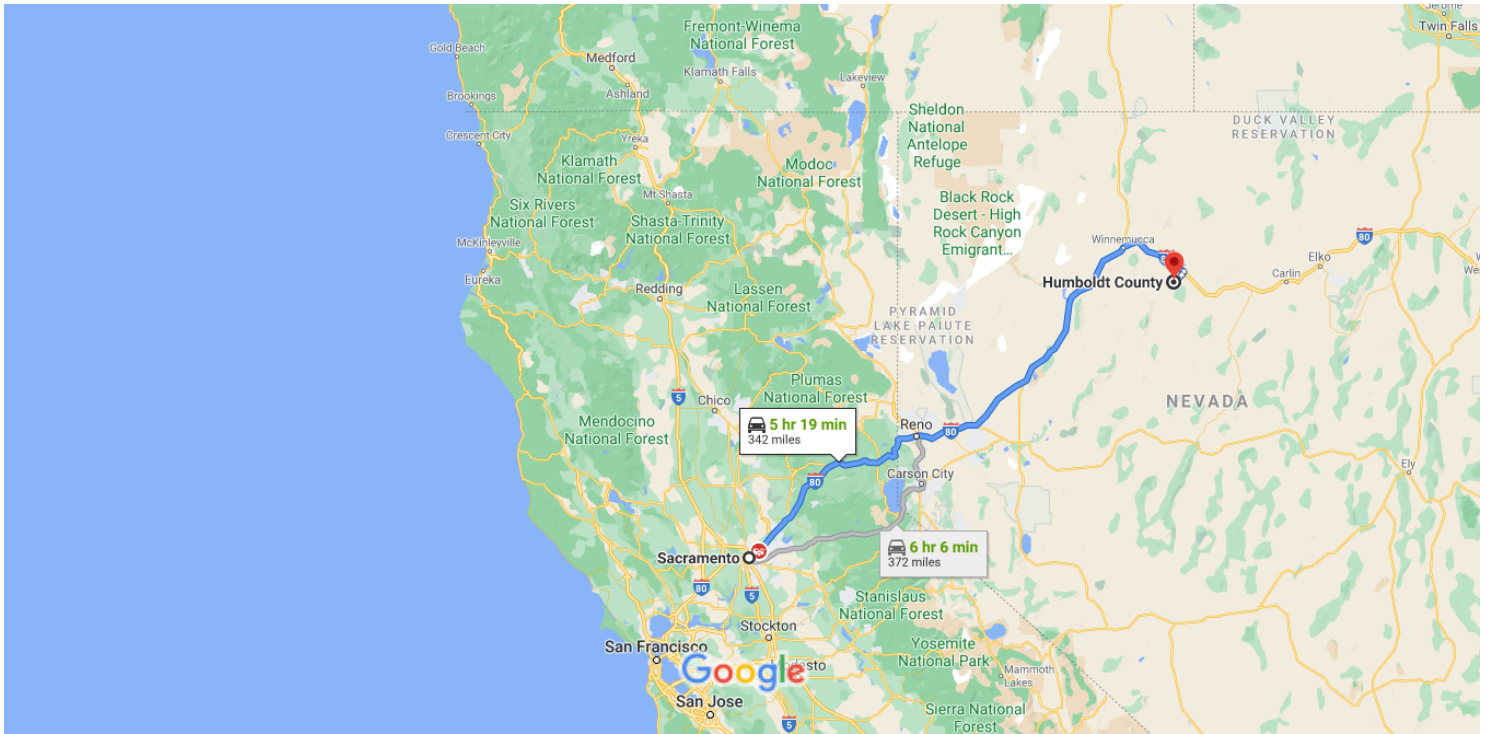 Jerome
Twin Falls
Fremont-Winema
National Forest
Gold Beach
Medford
Klamath Falls
Lakeview
Ashland
Brookings
Sheldon
National
Antelope
Refuge
DUCK VALLEY
RESERVATION
Crescent City
Yreka
Klamath
National Forest
Modoc
National Forest
Mt Shasta
Six Rivers
National Forest
Shasta-Trinity
National Forest
Black Rock
Desert - High
Rock Canyon
Emigrant...
McKinleyville
Winnemucca
80
Elko
Carlin
Eureka
Redding
Lassen
National Forest
Humboldt County
PYRAMID
LAKE PAIUTE
RESERVATION
Plumas
National Forest
5
Chico
NEVADA
Mendocino
National Forest
5 hr 19 min
342 miles
Reno
80
Carson City
Ely
80
Sacramento
6 hr 6 min
372 miles
80
5
Stanislaus
National Forest
Stockton
San Francisco
Yosemite
National Park
Google
Mammoth
Lakes
San Jose
5
Sierra National
Forest